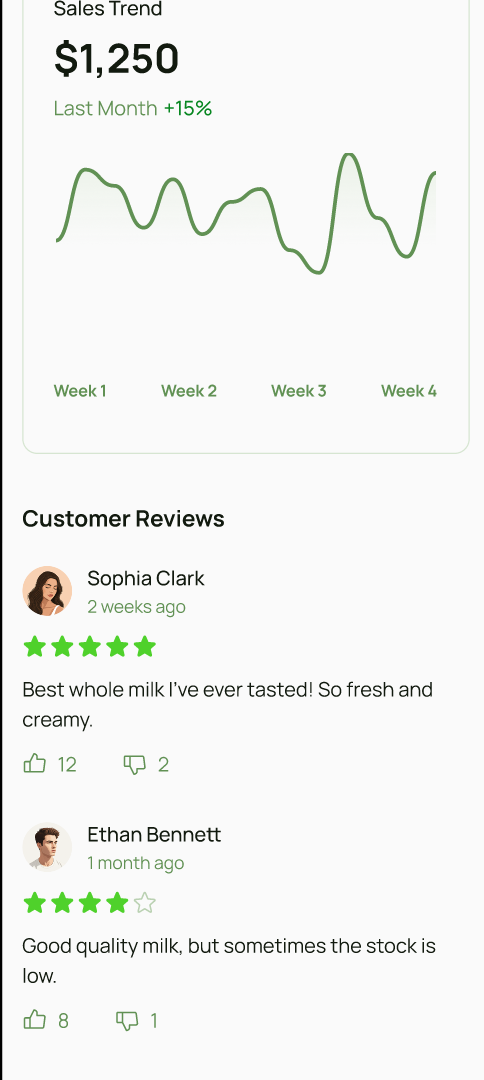 Sales Trend
$1,250
Last Month +15%
Week 1 Week 2 Week 3 Week 4
Customer Reviews
Sophia Clark
2 weeks ago
Best whole milk I've ever tasted! So fresh and
creamy.
12 2
Ethan Bennett
1 month ago
Good quality milk, but sometimes the stock is
low.
8 1